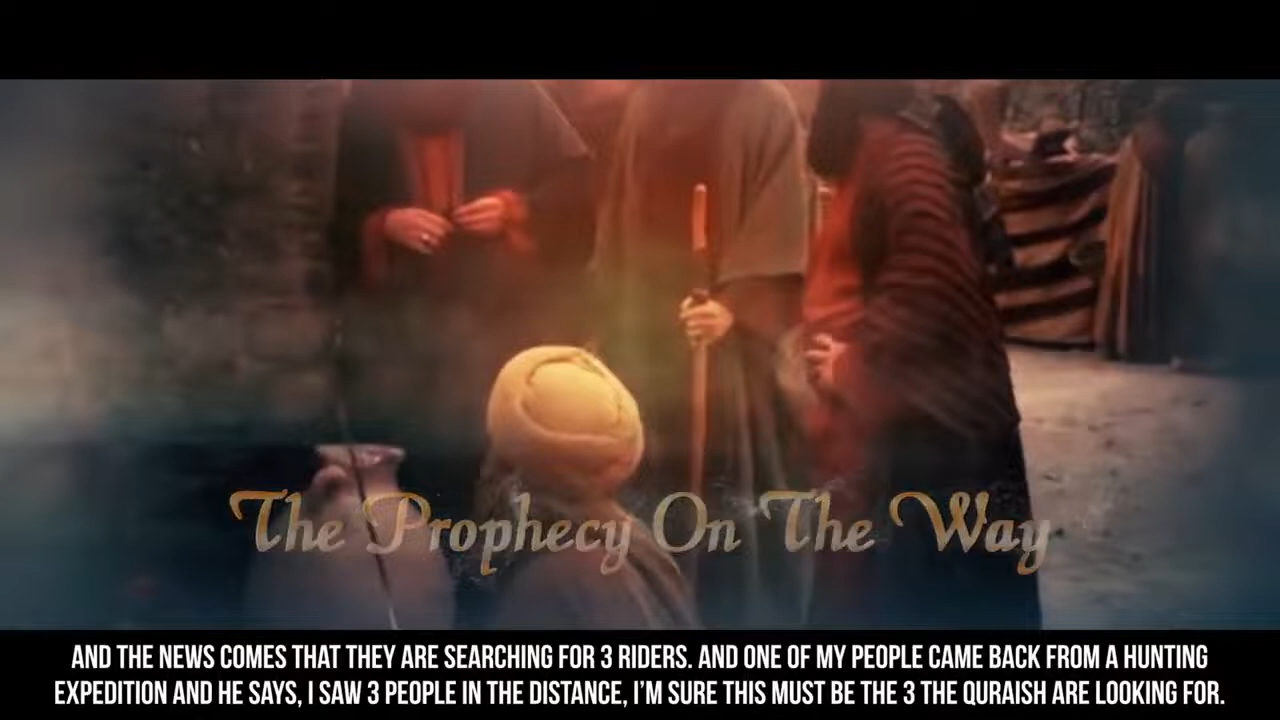 The Prophecy On The Way
AND THE NEWS COMES THAT THEY ARE SEARCHING FOR 3 RIDERS. AND ONE OF MY PEOPLE CAME BACK FROM A HUNTING
EXPEDITION AND HE SAYS, I SAW 3 PEOPLE IN THE DISTANCE, I'M SURE THIS MUST BE THE 3 THE QURAISH ARE LOOKING FOR.